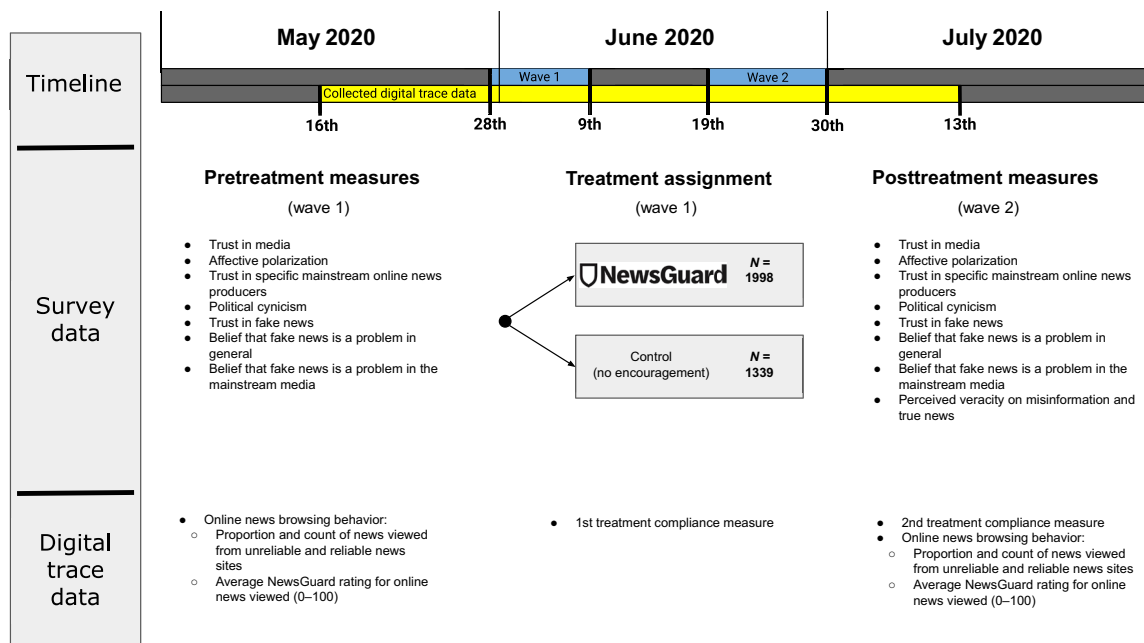 May 2020
June 2020
July 2020
Timeline
Wave 1
Wave 2
Collected digital trace data
16th
28th
9th
19th
30th
13th
Survey
data
Pretreatment measures
(wave 1)
● Trust in media
● Affective polarization
● Trust in specific mainstream online news
producers
● Political cynicism
● Trust in fake news
● Belief that fake news is a problem in
general
● Belief that fake news is a problem in the
mainstream media
Treatment assignment
(wave 1)
NewsGuard
N =
1998
Control
(no encouragement)
N =
1339
Posttreatment measures
(wave 2)
● Trust in media
● Affective polarization
● Trust in specific mainstream online news
producers
● Political cynicism
● Trust in fake news
● Belief that fake news is a problem in
general
● Belief that fake news is a problem in the
mainstream media
● Perceived veracity on misinformation and
true news
Digital
trace
data
● Online news browsing behavior:
○ Proportion and count of news viewed
from unreliable and reliable news
sites
○ Average NewsGuard rating for online
news viewed (0–100)
● 1st treatment compliance measure
● 2nd treatment compliance measure
● Online news browsing behavior:
○ Proportion and count of news viewed
from unreliable and reliable news sites
○ Average NewsGuard rating for online
news viewed (0–100)